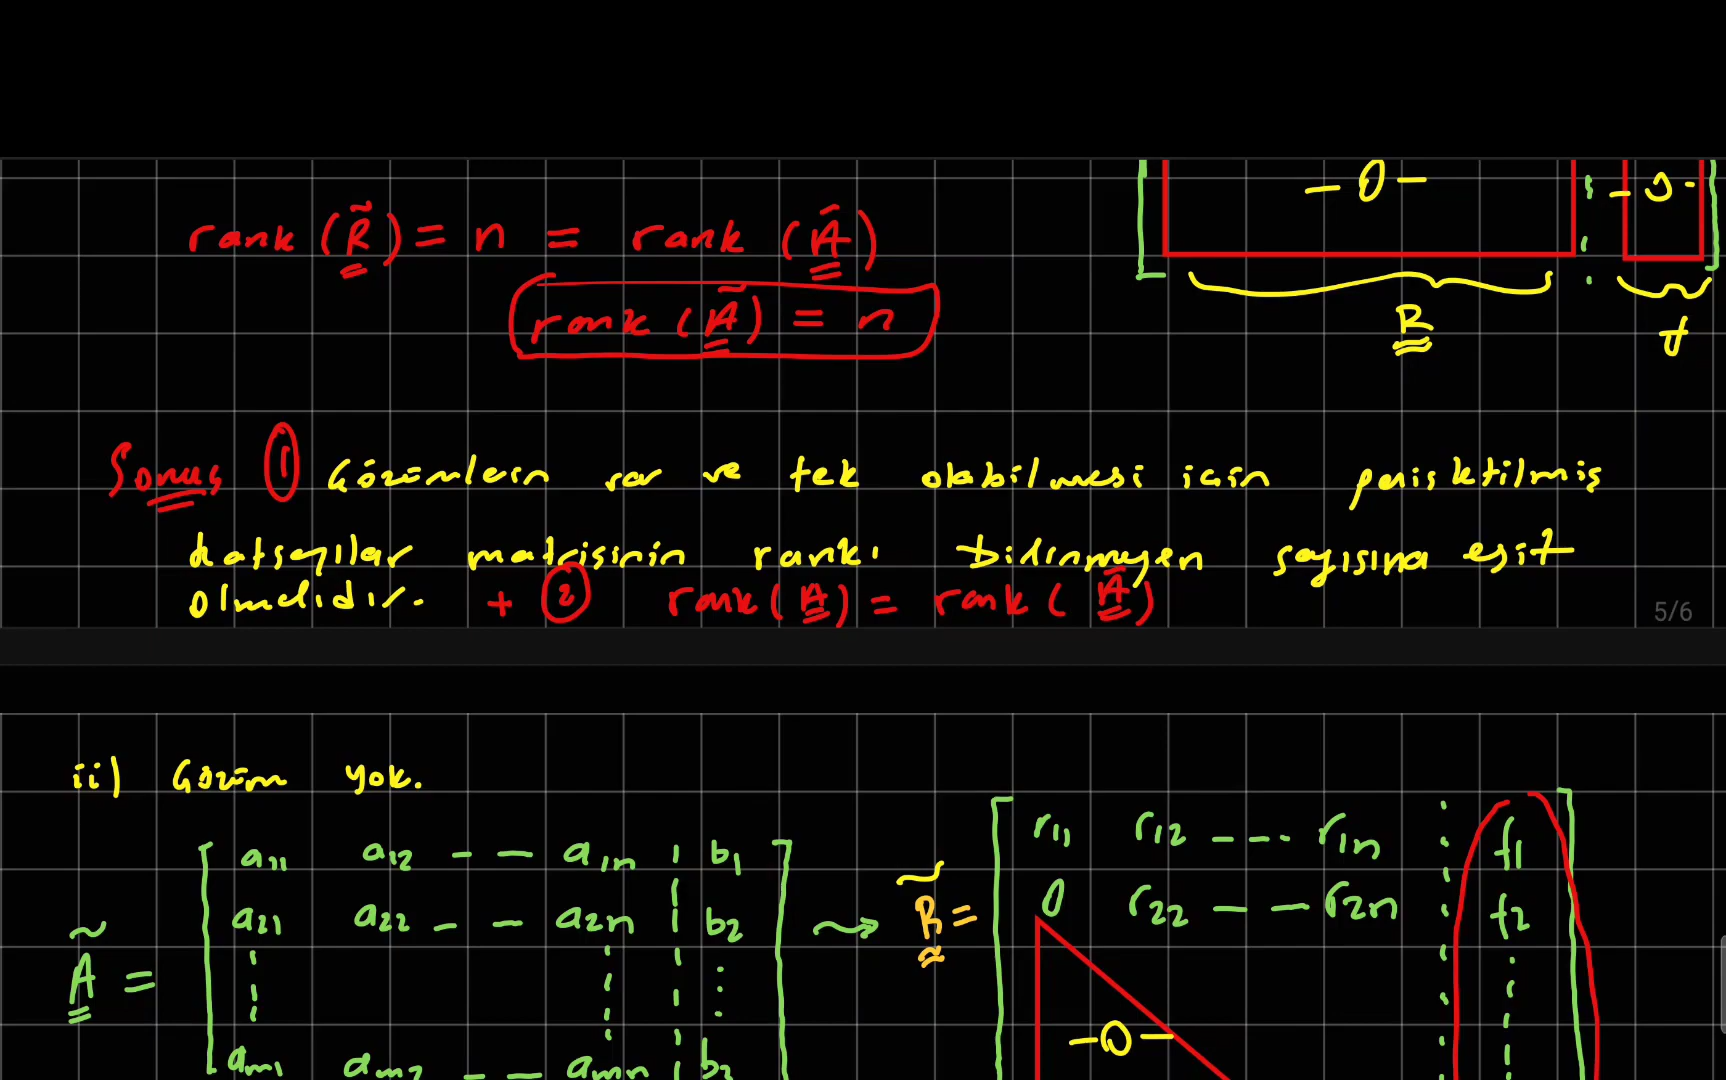 - 0 - - 0 -
rank (R̃) = n = rank (Ã)
rank (Ã) = n
R f
Sonuç ① Çözümlerin var ve tek olabilmesi için genişletilmiş
katsayılar matrisinin rankı bilinmeyen sayısına eşit
olmalıdır. + ② rank(A) = rank(Ã)
5/6
ii) Çözüm yok.
Ã = [ a11 a12 - - a1n | b1 ] ⇝ R̃ = [ r11 r12 ---- r1n ⋮ f1 ]
a21 a22 - - a2n | b2 0 r22 - - r2n ⋮ f2
⋮ ⋮ ⋮ ⋮
- 0 -
am1 am2 - - amn |